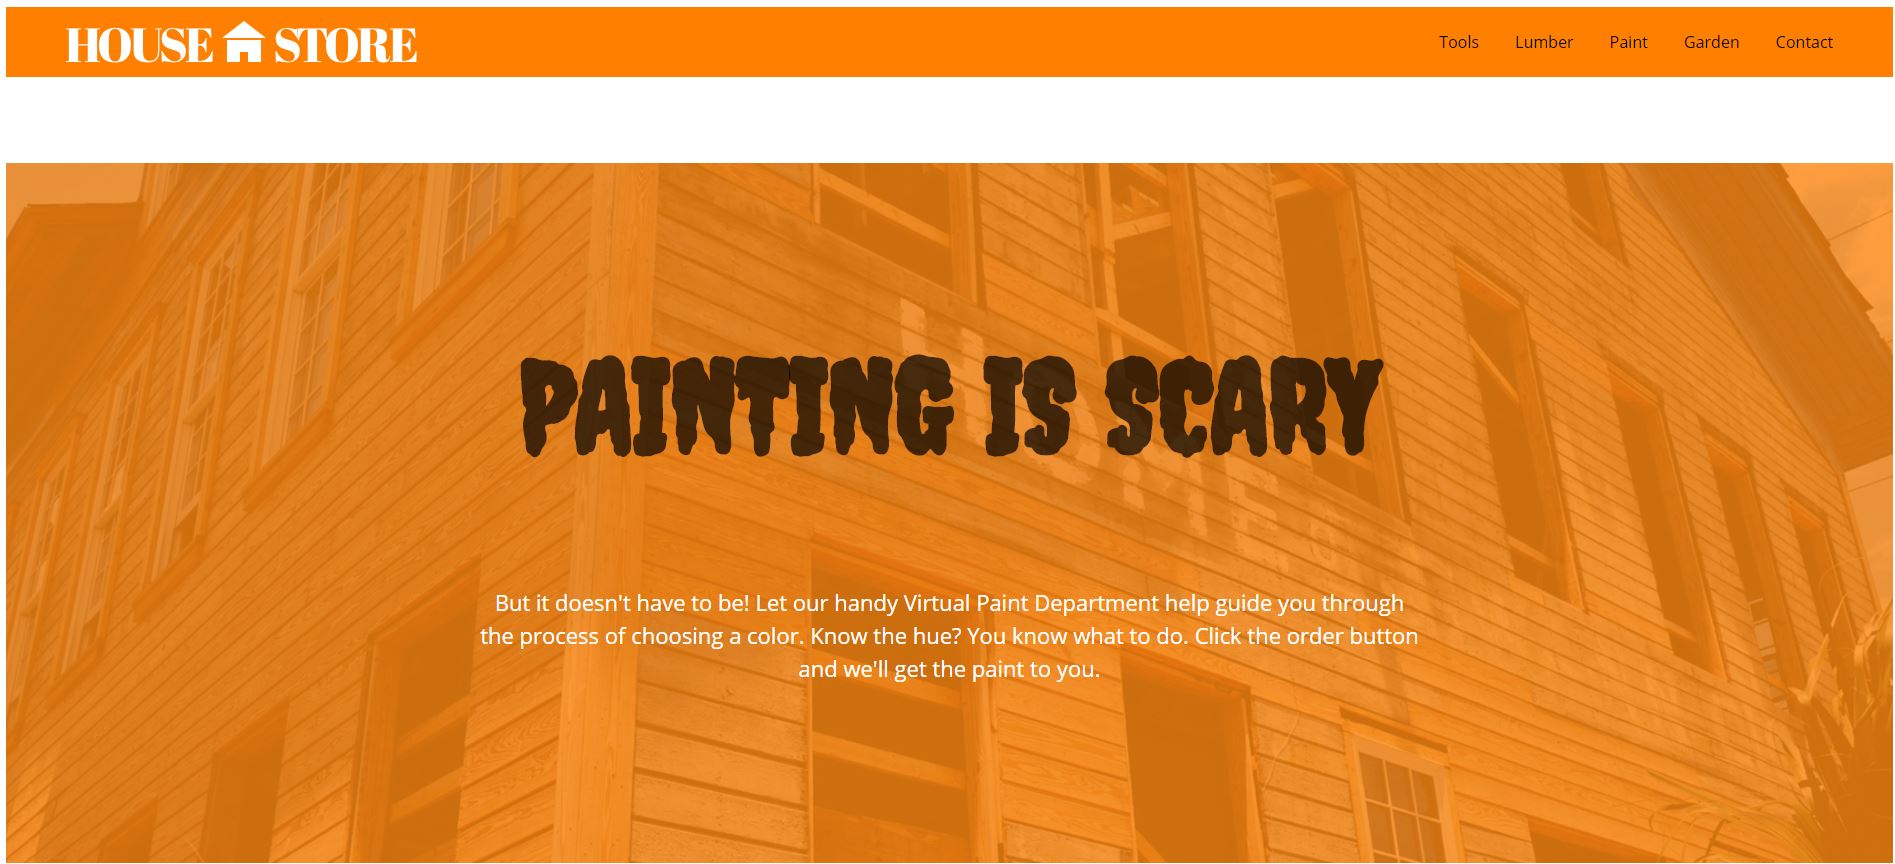 HOUSE STORE
Tools Lumber Paint Garden Contact
PAINTING IS SCARY
But it doesn't have to be! Let our handy Virtual Paint Department help guide you through
the process of choosing a color. Know the hue? You know what to do. Click the order button
and we'll get the paint to you.